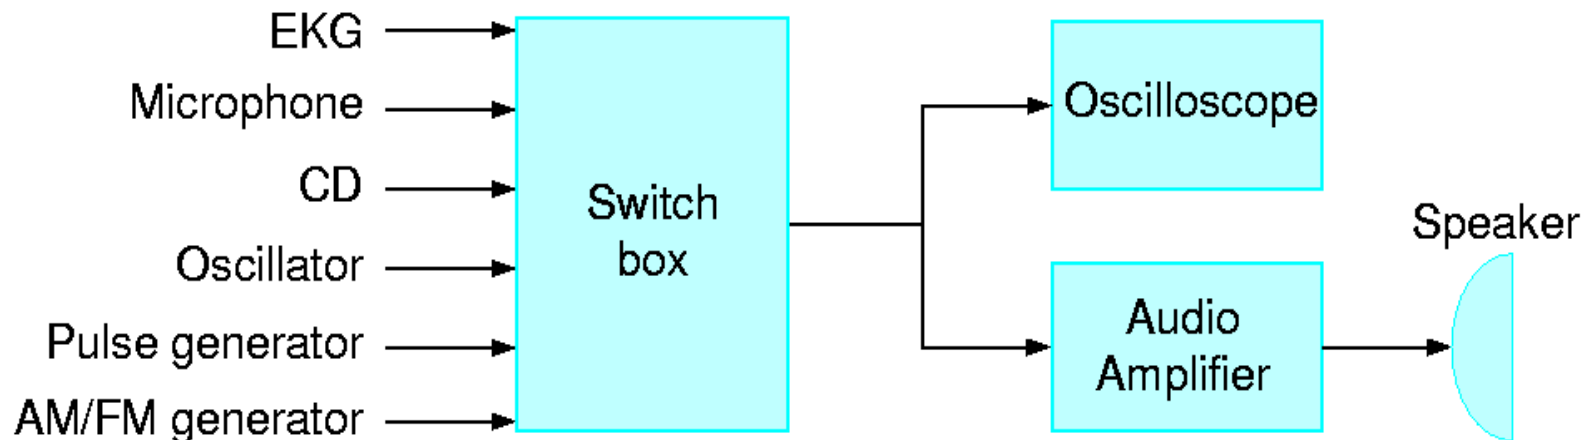 EKG
Microphone
CD
Oscillator
Pulse generator
AM/FM generator
Switch
box
Oscilloscope
Audio
Amplifier
Speaker